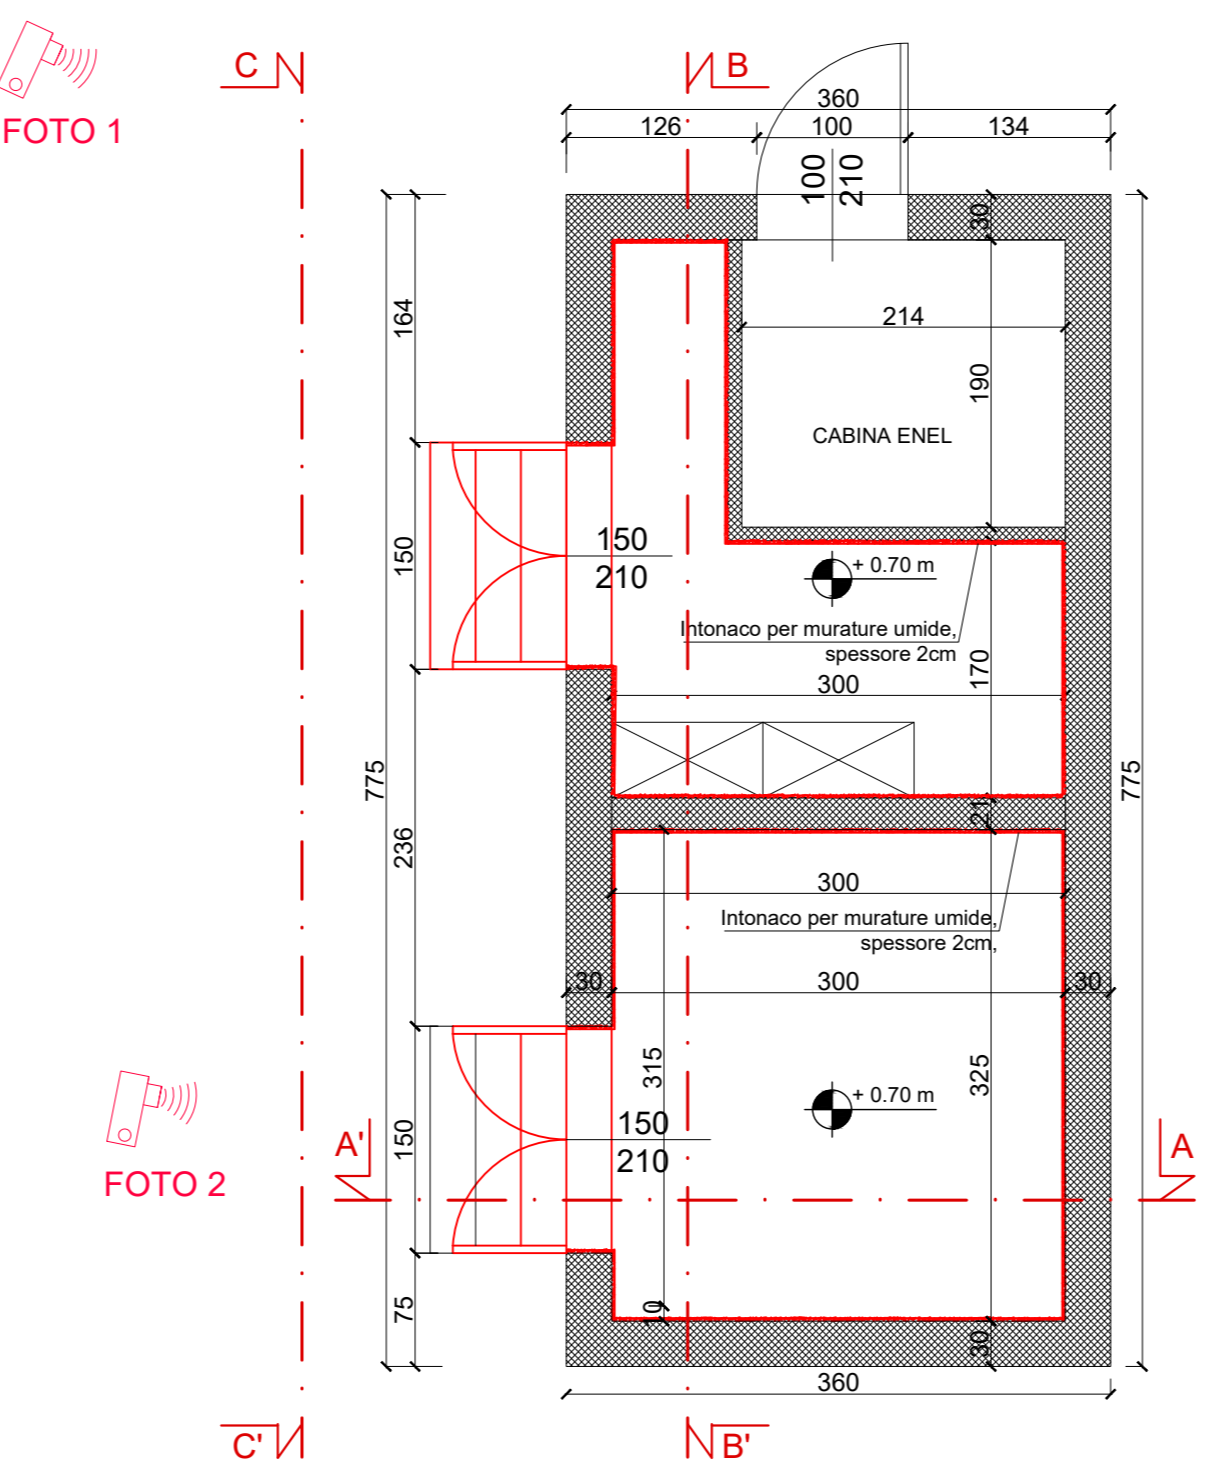 FOTO 1
C
B
360
126
100
134
100
210
30
164
214
190
CABINA ENEL
150
150
210
+ 0.70 m
Intonaco per murature umide,
spessore 2cm
170
300
775
775
21
236
300
Intonaco per murature umide,
spessore 2cm,
30
300
30
315
325
+ 0.70 m
FOTO 2
A'
150
150
210
A
75
10
30
360
C'
B'